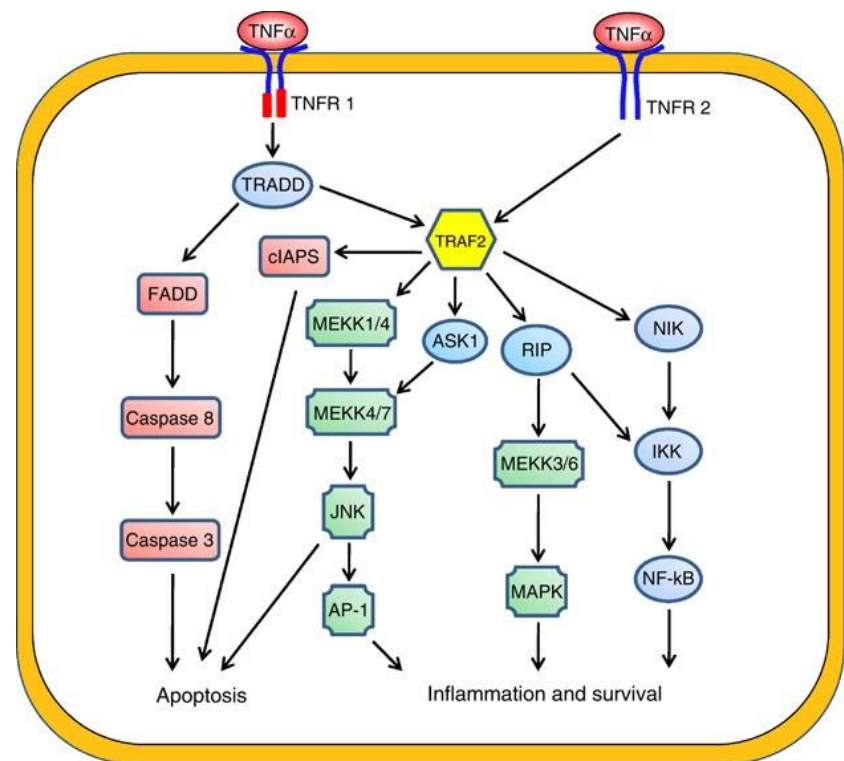 TNFα
TNFα
TNFR 1
TNFR 2
TRADD
TRAF2
cIAPS
FADD
MEKK1/4
ASK1
RIP
NIK
Caspase 8
MEKK4/7
MEKK3/6
IKK
Caspase 3
JNK
AP-1
MAPK
NF-kB
Apoptosis
Inflammation and survival